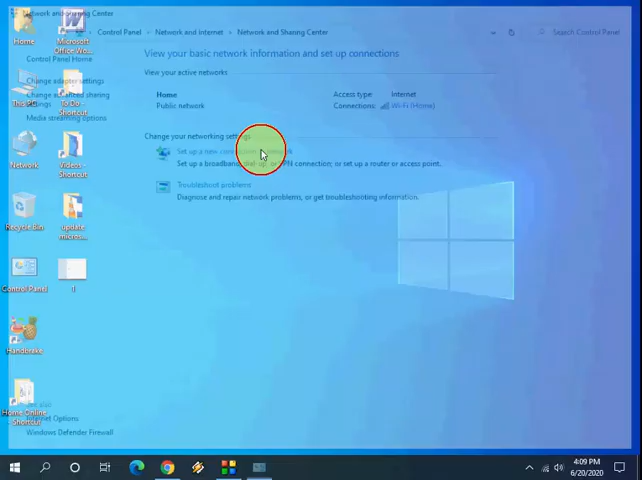 Network and Sharing Center
Control Panel
Network and Internet
Network and Sharing Center
Search Control Panel
Control Panel Home
Change adapter settings
Change advanced sharing
settings
Media streaming options
View your basic network information and set up connections
View your active networks
Home
Public network
Access type:
Internet
Connections:
Wi-Fi (Home)
Change your networking settings
Set up a new
Set up a broadband, dial-up, or VPN connection; or set up a router or access point.
Troubleshoot problems
Diagnose and repair network problems, or get troubleshooting information.
See also
Internet Options
Windows Defender Firewall
Home
Microsoft
Office Wo...
This PC
To-Do -
Shortcut
Network
Videos -
Shortcut
Recycle Bin
update
micros...
Control Panel
1
Handbrake
Home Online
Shortcut
4:09 PM
6/20/2020